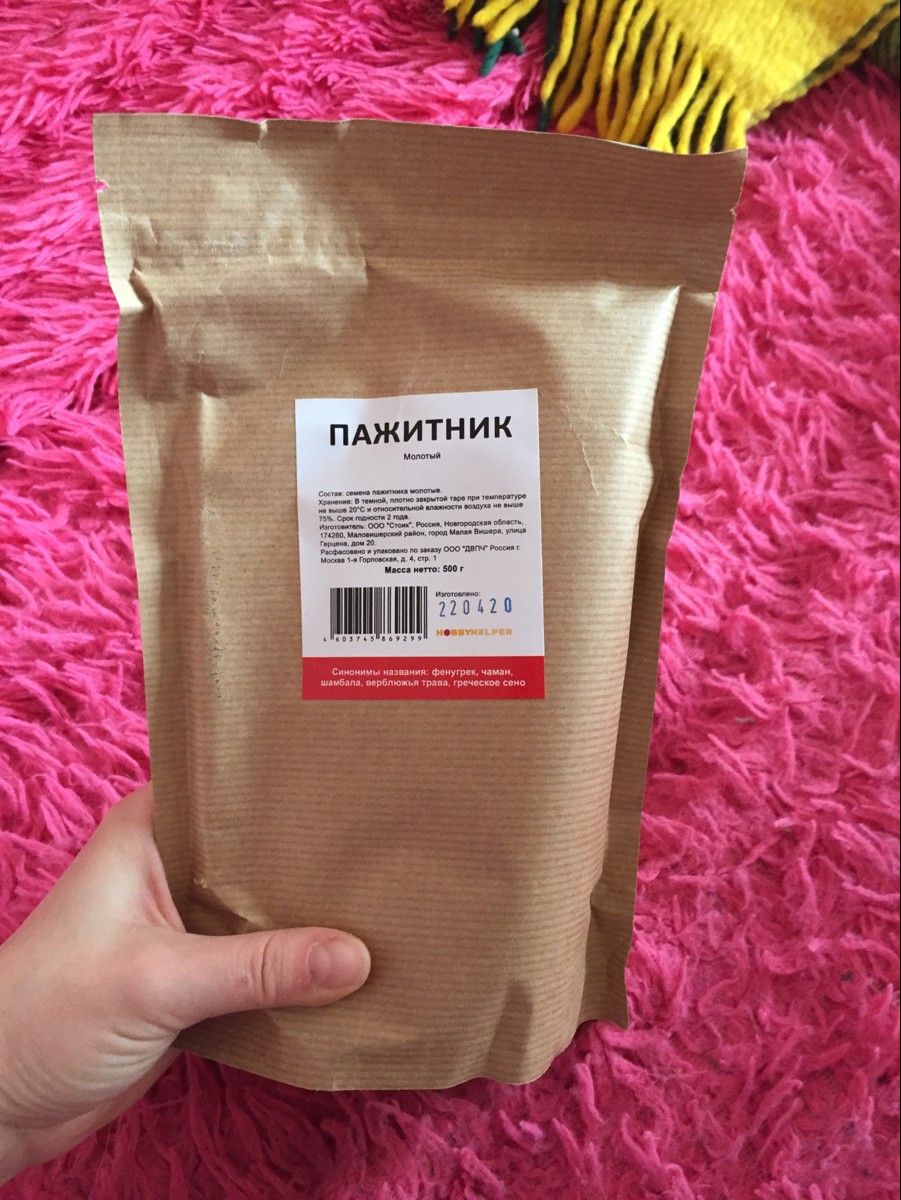 ПАЖИТНИК
Молотый
Состав: семена пажитника молотые.
Хранение: В темной, плотно закрытой таре при температуре
не выше 20°С и относительной влажности воздуха не выше
75%. Срок годности 2 года.
Изготовитель: ООО "Стоик", Россия, Новгородская область,
174260, Маловишерский район, город Малая Вишера, улица
Герцена, дом 20.
Расфасовано и упаковано по заказу ООО "ДВПЧ" Россия г.
Москва 1-я Горловская, д. 4, стр. 1
Масса нетто: 500 г
Изготовлено:
220420
4 603745 869299
HOBBYHELPER
Синонимы названия: фенугрек, чаман,
шамбала, верблюжья трава, греческое сено